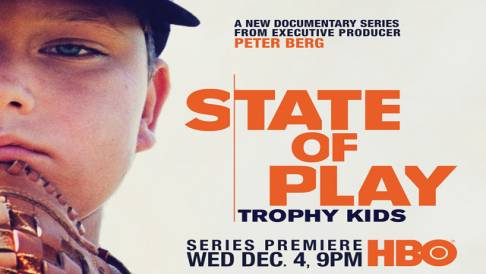 A NEW DOCUMENTARY SERIES
FROM EXECUTIVE PRODUCER
PETER BERG
STATE
OF
PLAY
TROPHY KIDS
SERIES PREMIERE
WED DEC. 4, 9PM
HBO